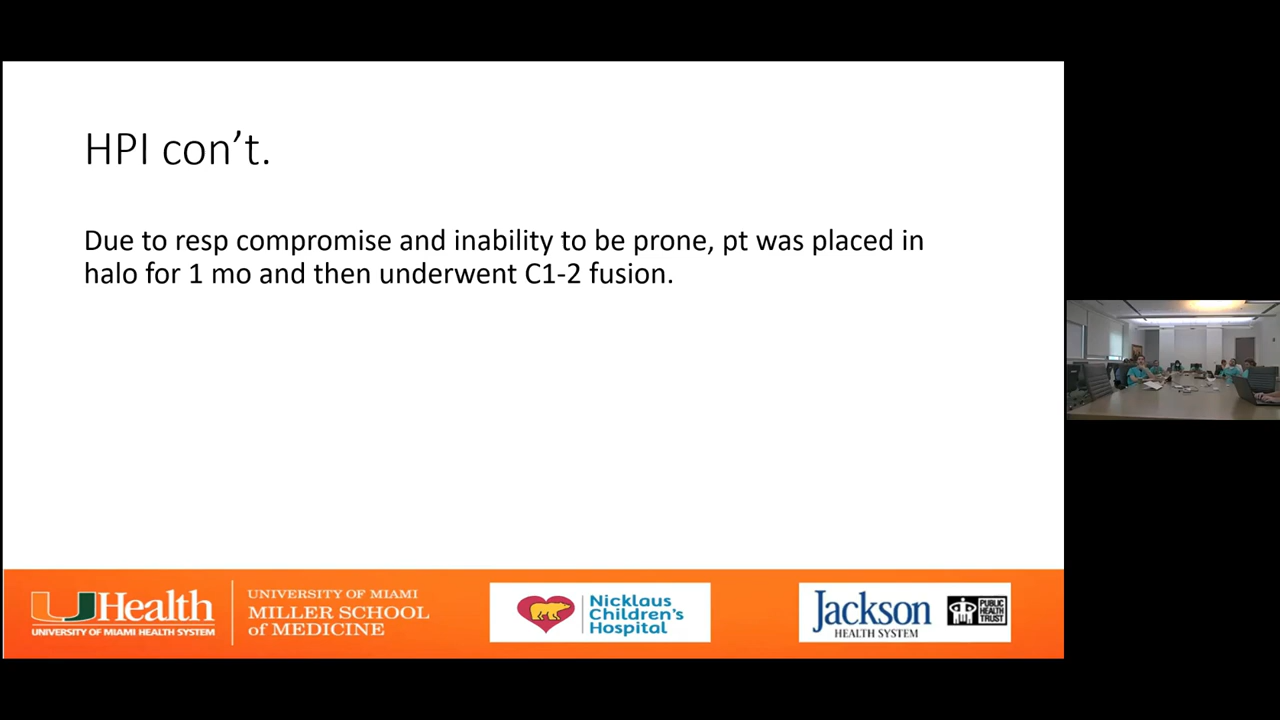 HPI con’t.
Due to resp compromise and inability to be prone, pt was placed in
halo for 1 mo and then underwent C1-2 fusion.
UHealth
UNIVERSITY OF MIAMI HEALTH SYSTEM
UNIVERSITY OF MIAMI
MILLER SCHOOL
of MEDICINE
Nicklaus
Children's
Hospital
Jackson
HEALTH SYSTEM
PUBLIC
HEALTH
TRUST